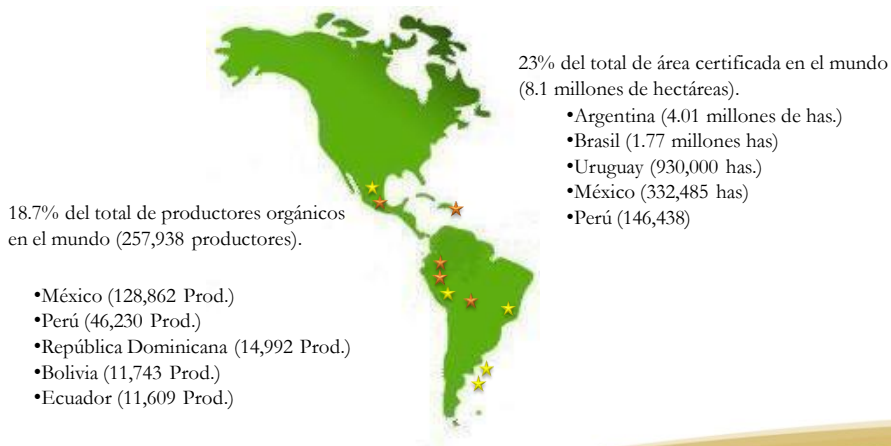 23% del total de área certificada en el mundo
(8.1 millones de hectáreas).
•Argentina (4.01 millones de has.)
•Brasil (1.77 millones has)
•Uruguay (930,000 has.)
•México (332,485 has)
•Perú (146,438)
18.7% del total de productores orgánicos
en el mundo (257,938 productores).
•México (128,862 Prod.)
•Perú (46,230 Prod.)
•República Dominicana (14,992 Prod.)
•Bolivia (11,743 Prod.)
•Ecuador (11,609 Prod.)